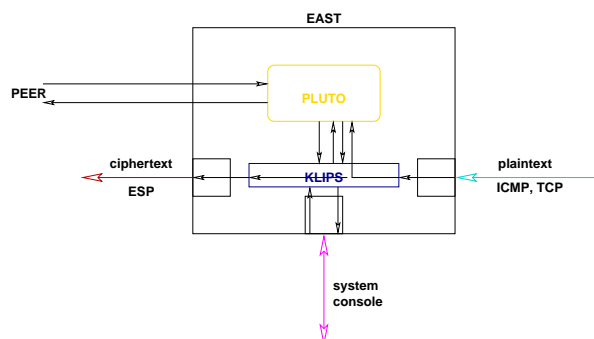 EAST
PEER
PLUTO
ciphertext
ESP
KLIPS
plaintext
ICMP, TCP
system
console